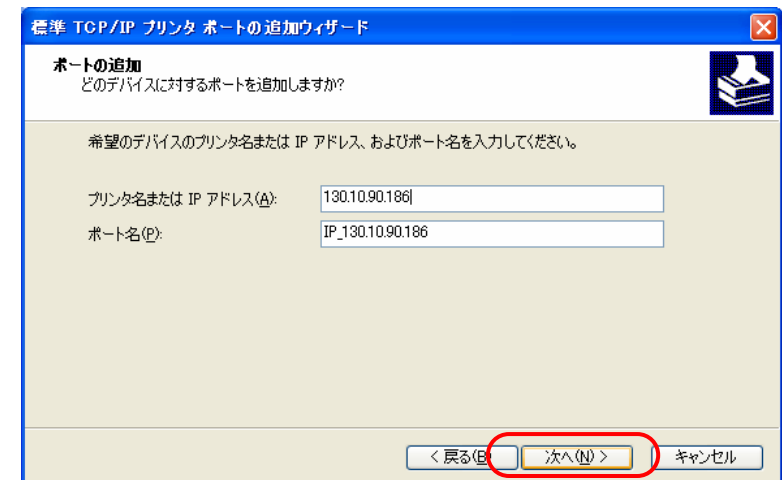 標準 TCP/IP プリンタ ポートの追加ウィザード
ポートの追加
どのデバイスに対するポートを追加しますか?
希望のデバイスのプリンタ名または IP アドレス、およびポート名を入力してください。
プリンタ名または IP アドレス(A): 130.10.90.186
ポート名(P): IP_130.10.90.186
< 戻る(B) 次へ(N) > キャンセル